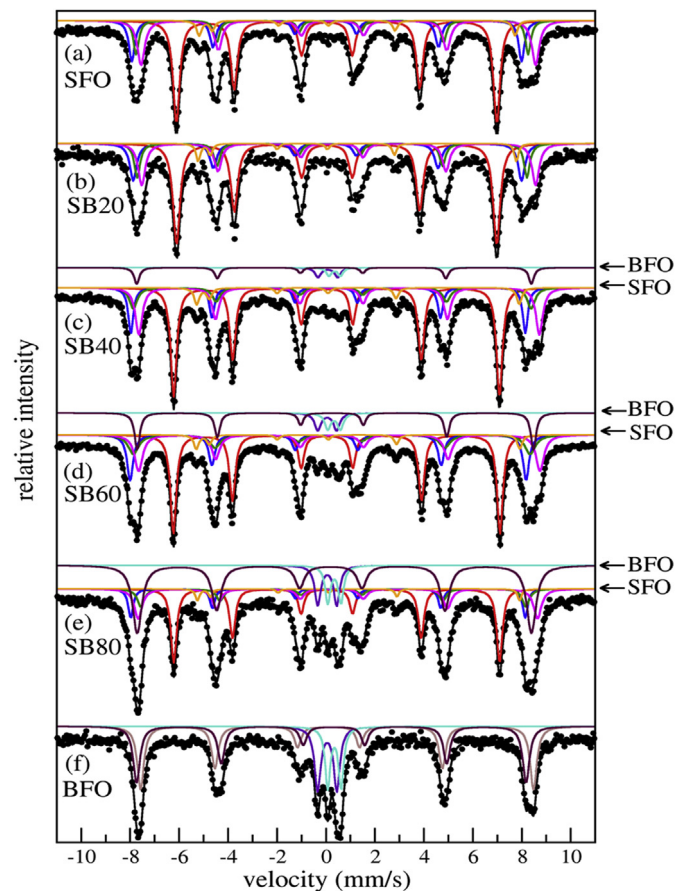 (a)
SFO
(b)
SB20
BFO
SFO
(c)
SB40
BFO
SFO
(d)
SB60
BFO
SFO
(e)
SB80
(f)
BFO
relative intensity
-10 -8 -6 -4 -2 0 2 4 6 8 10
velocity (mm/s)